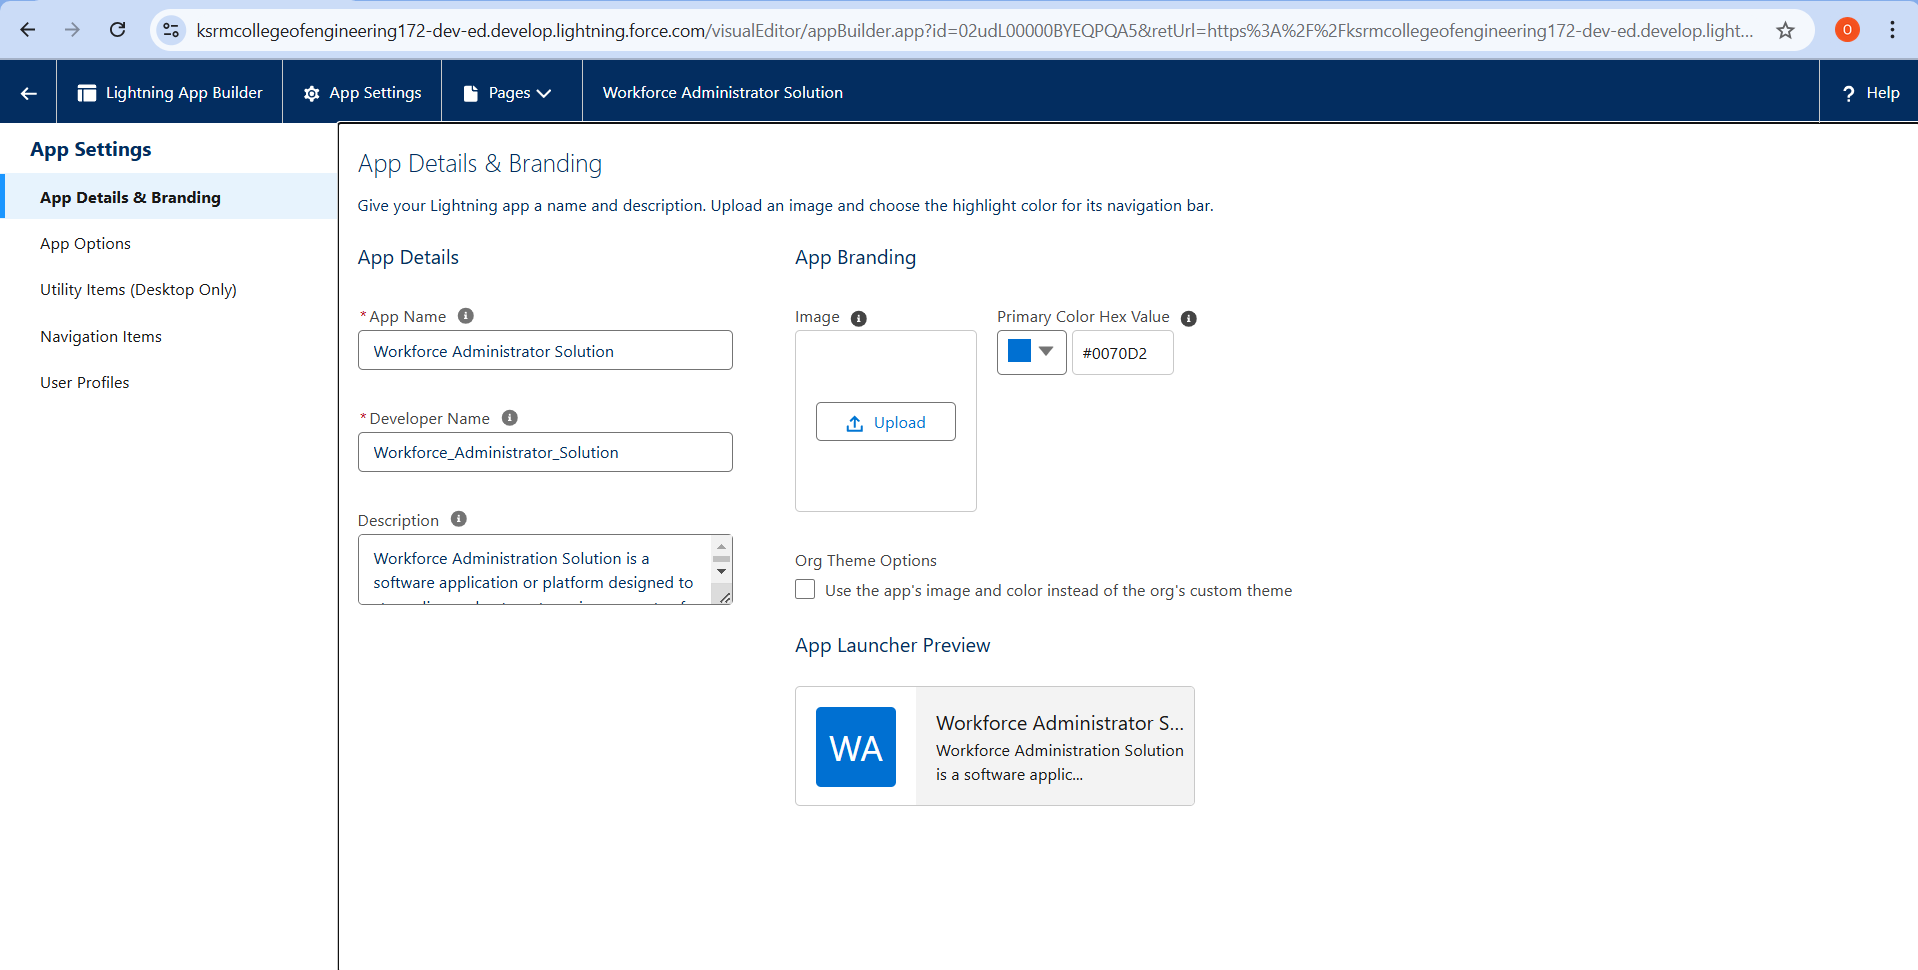 ksrmcollegeofengineering172-dev-ed.develop.lightning.force.com/visualEditor/appBuilder.app?id=02udL00000BYEQPQA5&retUrl=https%3A%2F%2Fksrmcollegeofengineering172-dev-ed.develop.light...
O
Lightning App Builder
App Settings
Pages
Workforce Administrator Solution
? Help
App Settings
App Details & Branding
App Options
Utility Items (Desktop Only)
Navigation Items
User Profiles
App Details & Branding
Give your Lightning app a name and description. Upload an image and choose the highlight color for its navigation bar.
App Details
*App Name
Workforce Administrator Solution
*Developer Name
Workforce_Administrator_Solution
Description
Workforce Administration Solution is a
software application or platform designed to
App Branding
Image
Upload
Primary Color Hex Value
#0070D2
Org Theme Options
Use the app's image and color instead of the org's custom theme
App Launcher Preview
WA
Workforce Administrator S...
Workforce Administration Solution
is a software applic...